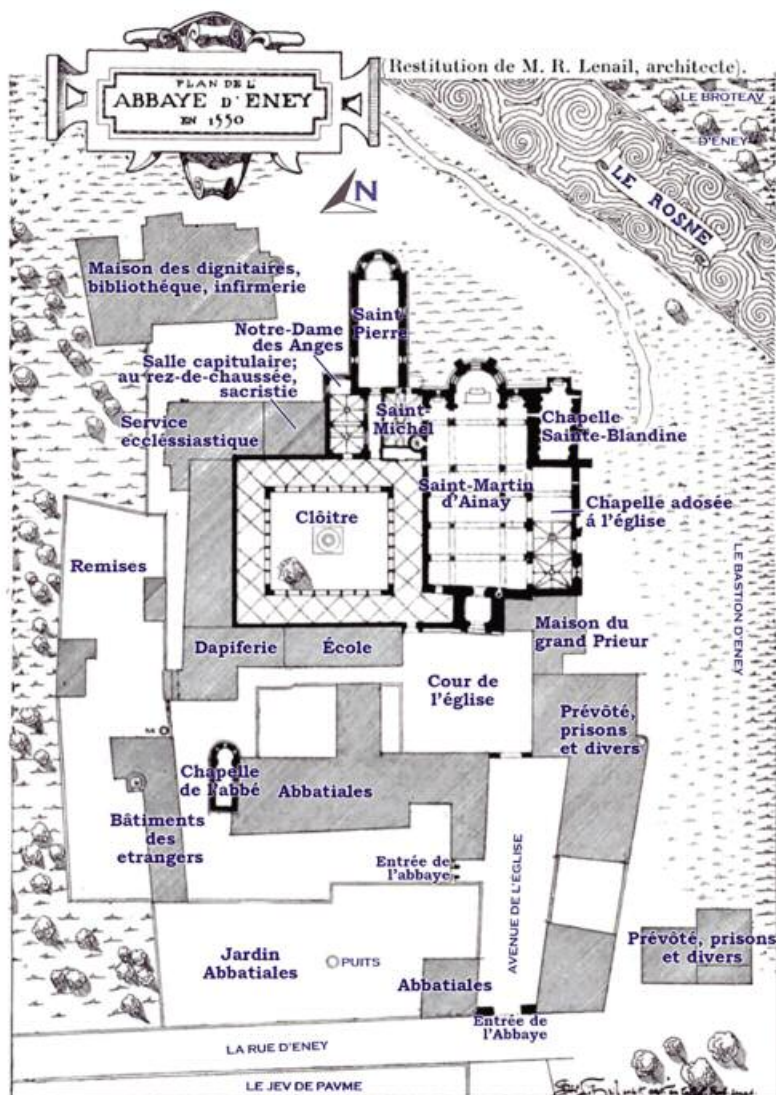 PLAN DE L'
ABBAYE D'ENEY
EN 1550
(Restitution de M. R. Lenail, architecte).
LE BROTEAV
D'ENEY
LE ROSNE
N
Maison des dignitaires,
bibliothéque, infirmerie
Saint-
Pierre
Notre-Dame
des Anges
Salle capitulaire;
au rez-de-chaussée,
sacristie
Saint-
Michel
Service
eccléssiastique
Chapelle
Sainte-Blandine
Saint-Martin
d'Ainay
Chapelle adosée
á l'église
Clôitre
Remises
LE BASTION D'ENEY
Maison du
grand Prieur
Dapiferie
École
Cour de
l'église
Prévôté,
prisons
et divers
Chapelle
de l'abbé
Abbatiales
Bâtiments
des
etrangers
Entrée de
l'abbaye
AVENUE DE L'ÉGLISE
Jardin
Abbatiales
PUITS
Abbatiales
Prévôté, prisons
et divers
Entrée de
l'Abbaye
LA RUE D'ENEY
LE JEV DE PAVME